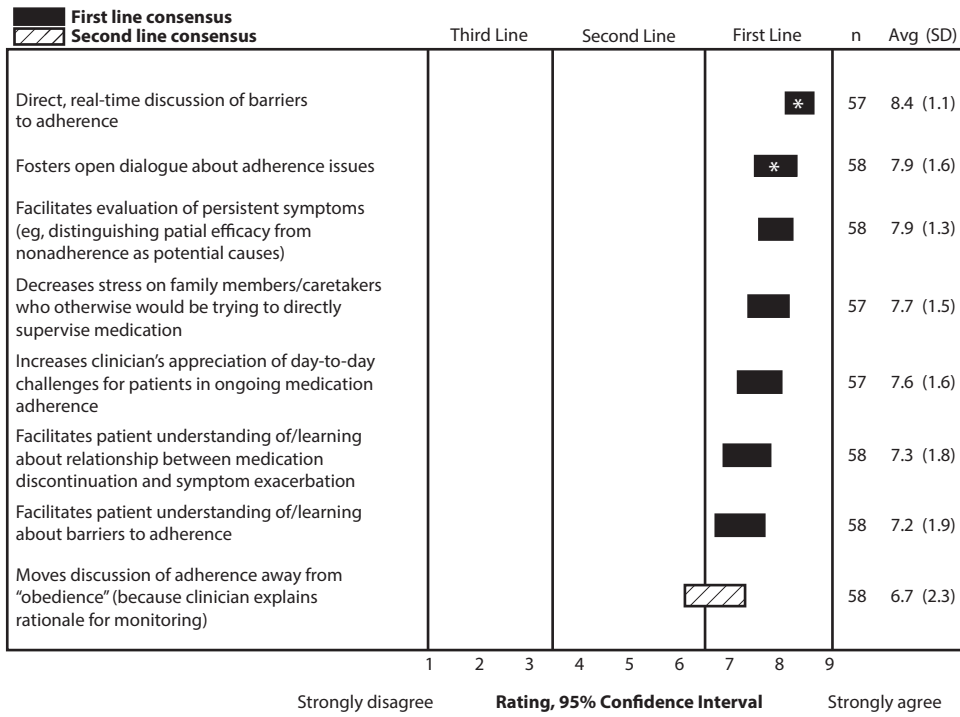 First line consensus
Second line consensus
Third Line Second Line First Line n Avg (SD)
Direct, real-time discussion of barriers
to adherence
* 57 8.4 (1.1)
Fosters open dialogue about adherence issues * 58 7.9 (1.6)
Facilitates evaluation of persistent symptoms
(eg, distinguishing patial efficacy from
nonadherence as potential causes)
58 7.9 (1.3)
Decreases stress on family members/caretakers
who otherwise would be trying to directly
supervise medication
57 7.7 (1.5)
Increases clinician's appreciation of day-to-day
challenges for patients in ongoing medication
adherence
57 7.6 (1.6)
Facilitates patient understanding of/learning
about relationship between medication
discontinuation and symptom exacerbation
58 7.3 (1.8)
Facilitates patient understanding of/learning
about barriers to adherence
58 7.2 (1.9)
Moves discussion of adherence away from
“obedience” (because clinician explains
rationale for monitoring)
58 6.7 (2.3)
1 2 3 4 5 6 7 8 9
Strongly disagree Rating, 95% Confidence Interval Strongly agree